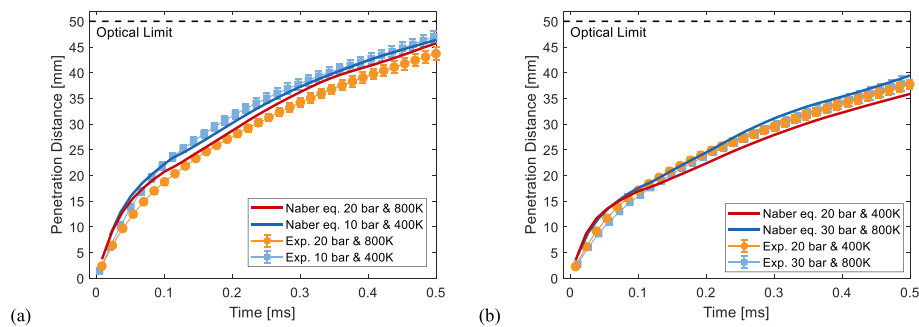 50
45
40
35
30
25
20
15
10
5
0
Penetration Distance [mm]
Optical Limit
Naber eq. 20 bar & 800K
Naber eq. 10 bar & 400K
Exp. 20 bar & 800K
Exp. 10 bar & 400K
0 0.1 0.2 0.3 0.4 0.5
Time [ms]
(a)
50
45
40
35
30
25
20
15
10
5
0
Penetration Distance [mm]
Optical Limit
Naber eq. 20 bar & 400K
Naber eq. 30 bar & 800K
Exp. 20 bar & 400K
Exp. 30 bar & 800K
0 0.1 0.2 0.3 0.4 0.5
Time [ms]
(b)